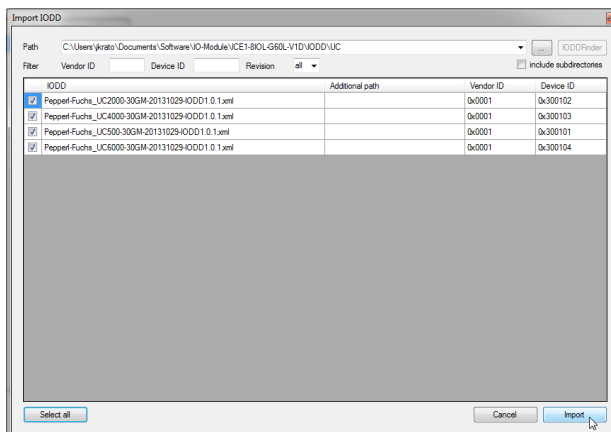 Import IODD
Path C:\Users\jkrato\Documents\Software\IO-Module\ICE1-8IOL-G60L-V1D\IODD\UC ... IODDFinder
Filter Vendor ID Device ID Revision all include subdirectories
IODD Additional path Vendor ID Device ID
Pepperl-Fuchs_UC2000-30GM-20131029-IODD1.0.1.xml 0x0001 0x300102
Pepperl-Fuchs_UC4000-30GM-20131029-IODD1.0.1.xml 0x0001 0x300103
Pepperl-Fuchs_UC500-30GM-20131029-IODD1.0.1.xml 0x0001 0x300101
Pepperl-Fuchs_UC6000-30GM-20131029-IODD1.0.1.xml 0x0001 0x300104
Select all Cancel Import